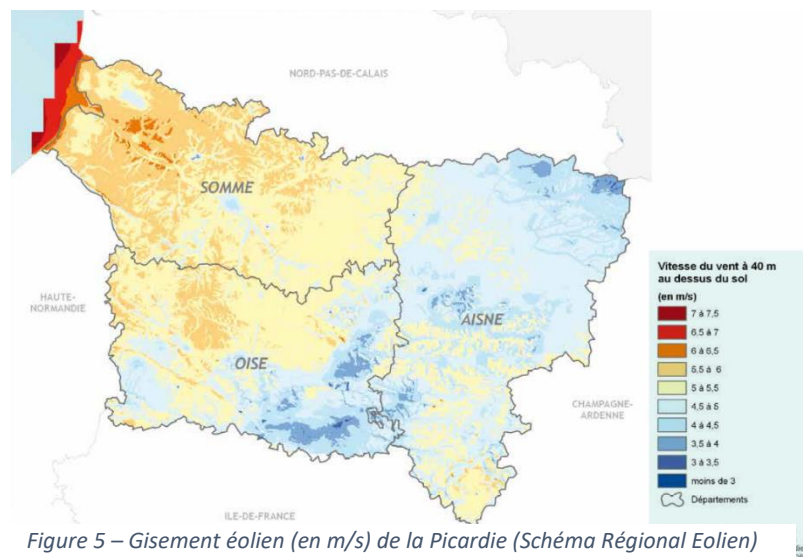 NORD-PAS-DE-CALAIS
SOMME
HAUTE-
NORMANDIE
OISE
AISNE
CHAMPAGNE-
ARDENNE
ILE-DE-FRANCE
Vitesse du vent à 40 m
au dessus du sol
(en m/s)
7 à 7,5
6,5 à 7
6 à 6,5
5,5 à 6
5 à 5,5
4,5 à 5
4 à 4,5
3,5 à 4
3 à 3,5
moins de 3
Départements
Figure 5 – Gisement éolien (en m/s) de la Picardie (Schéma Régional Eolien)